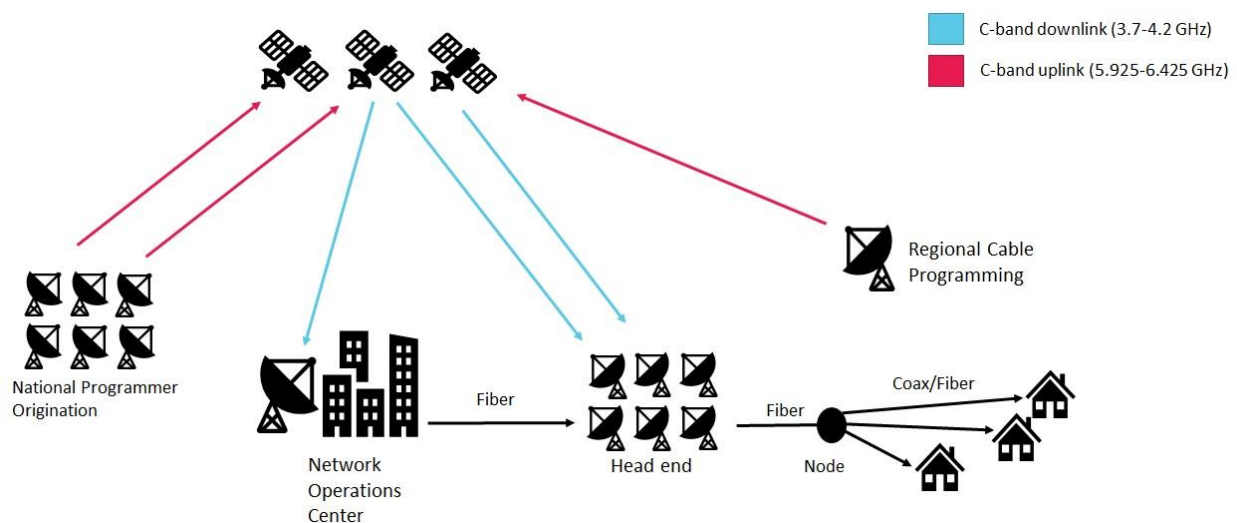 C-band downlink (3.7-4.2 GHz)
C-band uplink (5.925-6.425 GHz)
Regional Cable
Programming
National Programmer
Origination
Fiber
Coax/Fiber
Fiber
Network
Operations
Center
Head end
Node